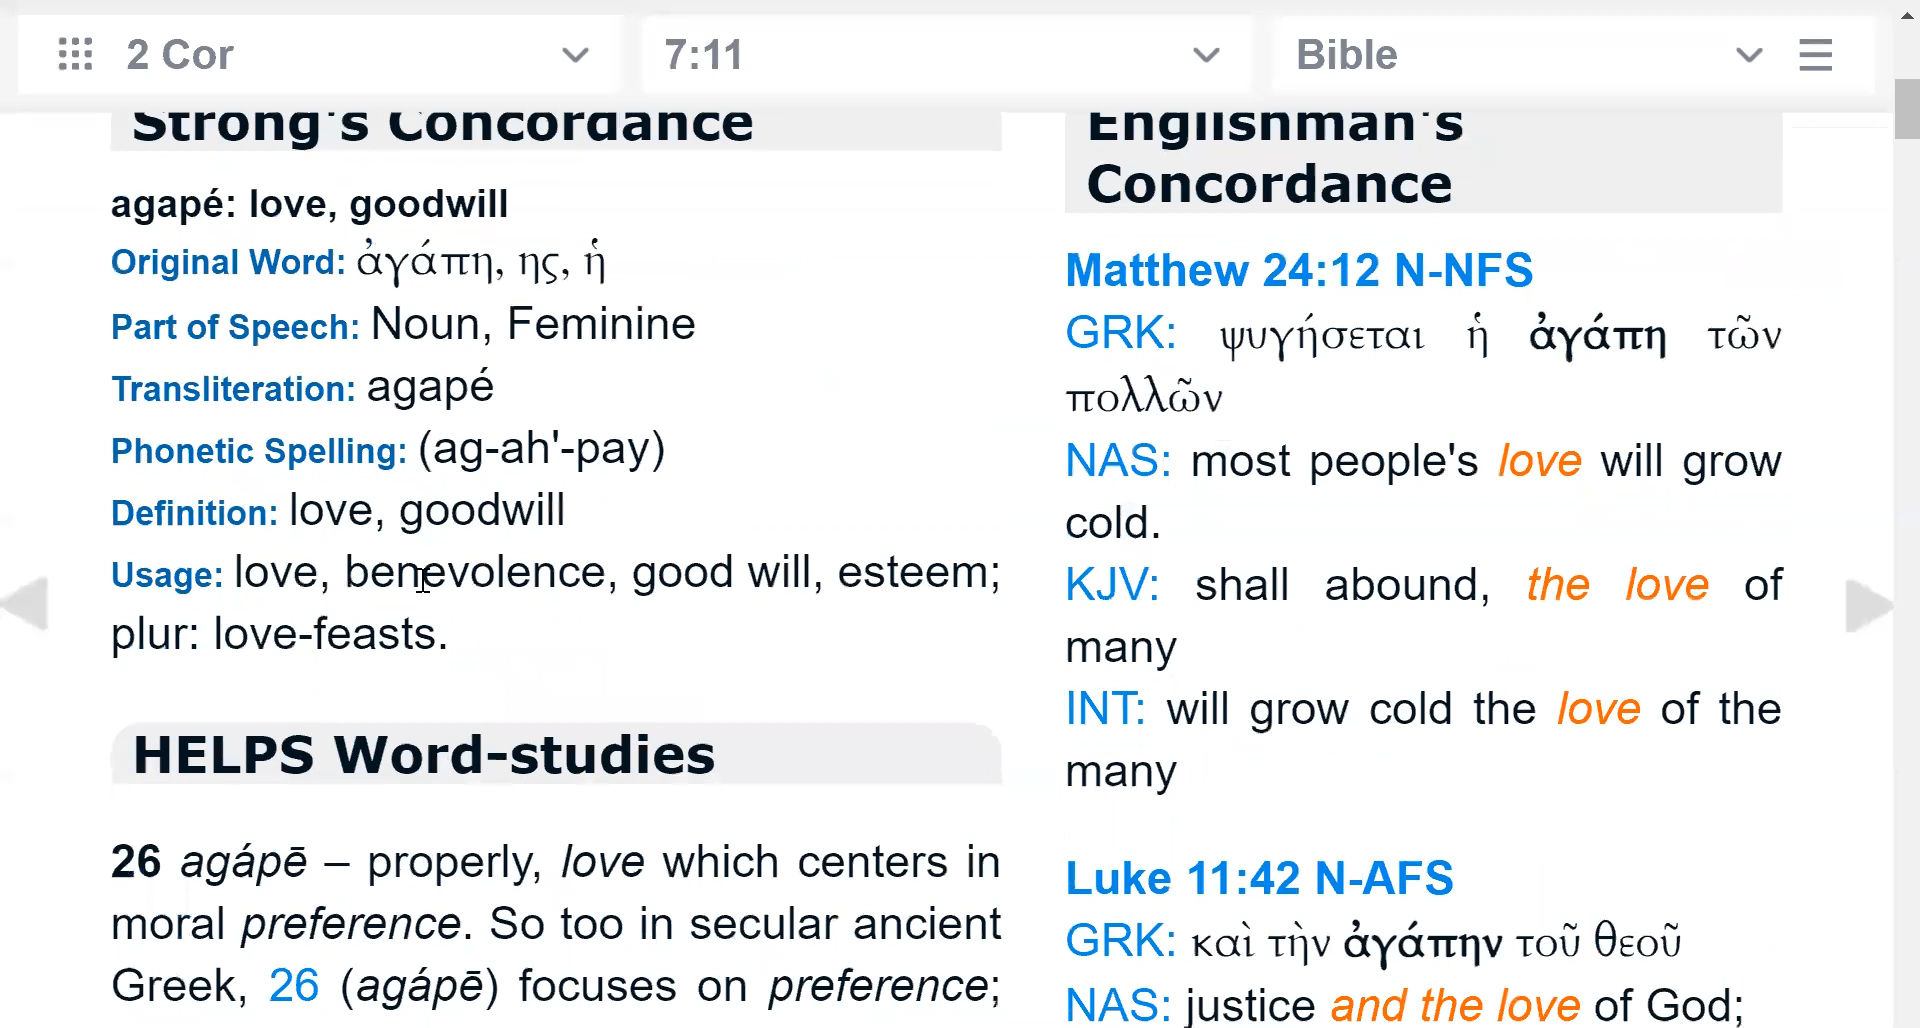 2 Cor
7:11
Bible
Strong's Concordance
agapé: love, goodwill
Original Word: ἀγάπη, ης, ἡ
Part of Speech: Noun, Feminine
Transliteration: agapé
Phonetic Spelling: (ag-ah'-pay)
Definition: love, goodwill
Usage: love, benevolence, good will, esteem;
plur: love-feasts.
HELPS Word-studies
26 agápē – properly, love which centers in
moral preference. So too in secular ancient
Greek, 26 (agápē) focuses on preference;
Englishman's
Concordance
Matthew 24:12 N-NFS
GRK: ψυγήσεται ἡ ἀγάπη τῶν
πολλῶν
NAS: most people's love will grow
cold.
KJV: shall abound, the love of
many
INT: will grow cold the love of the
many
Luke 11:42 N-AFS
GRK: καὶ τὴν ἀγάπην τοῦ θεοῦ
NAS: justice and the love of God;